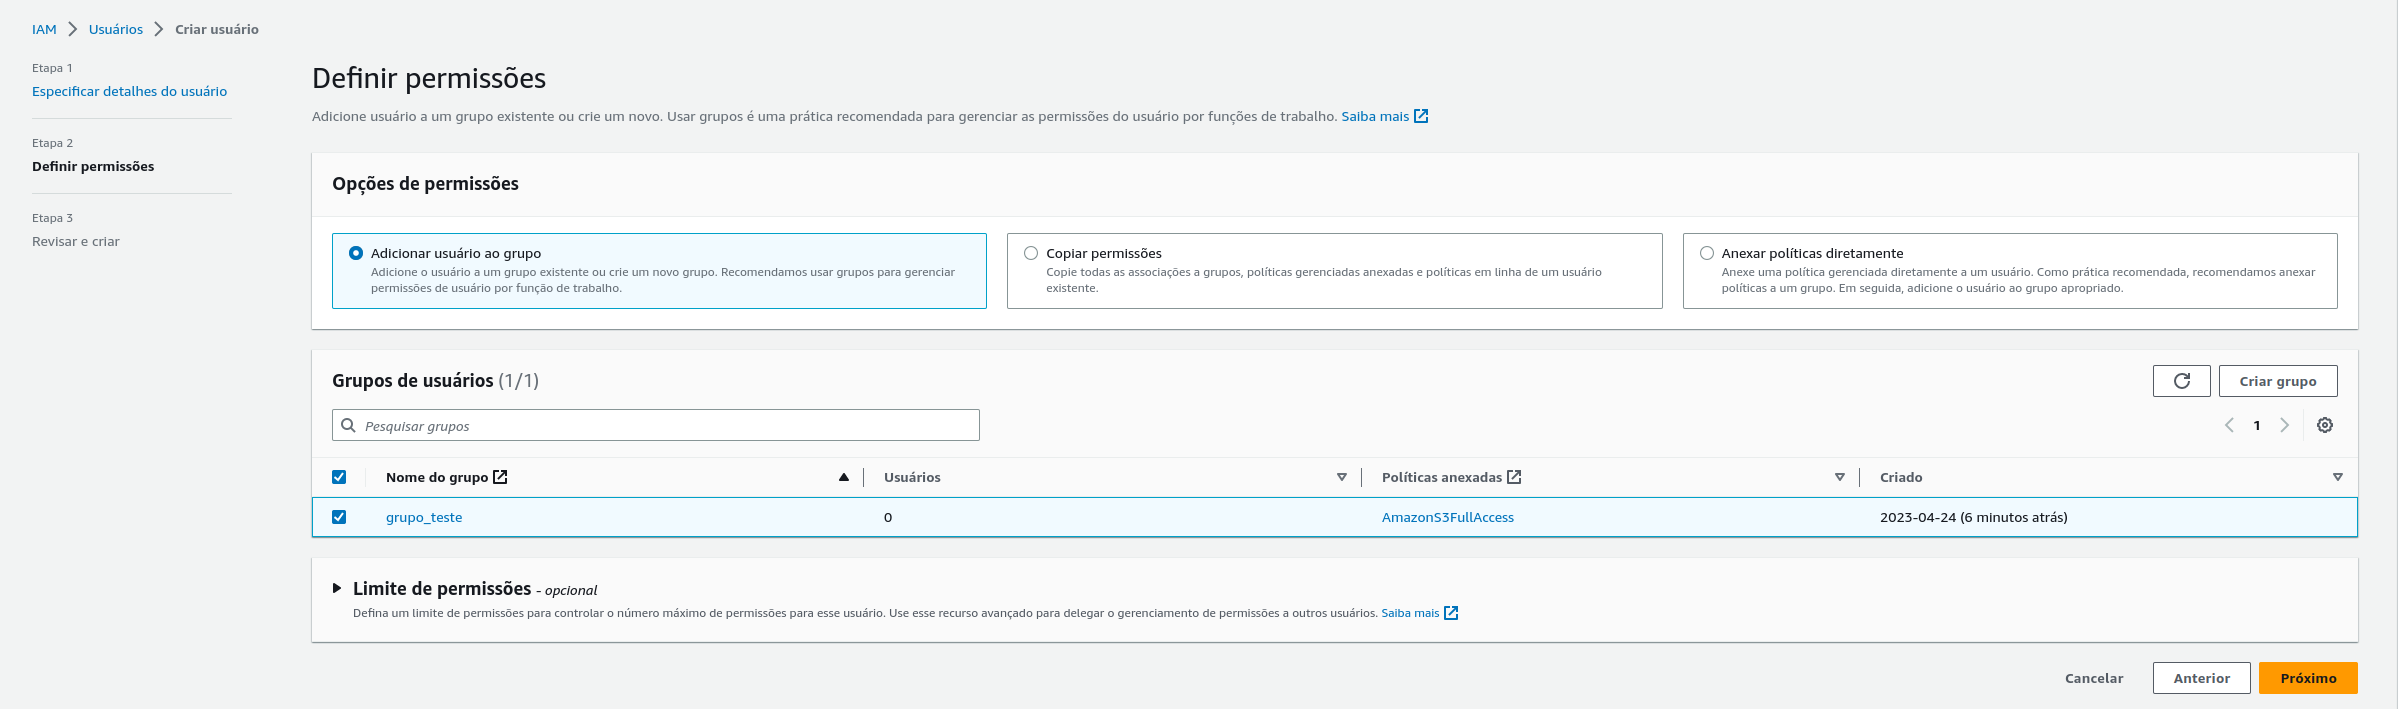 IAM > Usuários > Criar usuário
Etapa 1
Especificar detalhes do usuário
Etapa 2
Definir permissões
Etapa 3
Revisar e criar
Definir permissões
Adicione usuário a um grupo existente ou crie um novo. Usar grupos é uma prática recomendada para gerenciar as permissões do usuário por funções de trabalho. Saiba mais
Opções de permissões
Adicionar usuário ao grupo
Adicione o usuário a um grupo existente ou crie um novo grupo. Recomendamos usar grupos para gerenciar
permissões de usuário por função de trabalho.
Copiar permissões
Copie todas as associações a grupos, políticas gerenciadas anexadas e políticas em linha de um usuário
existente.
Anexar políticas diretamente
Anexe uma política gerenciada diretamente a um usuário. Como prática recomendada, recomendamos anexar
políticas a um grupo. Em seguida, adicione o usuário ao grupo apropriado.
Grupos de usuários (1/1)
Criar grupo
Pesquisar grupos
1
Nome do grupo Usuários Políticas anexadas Criado
grupo_teste 0 AmazonS3FullAccess 2023-04-24 (6 minutos atrás)
Limite de permissões - opcional
Defina um limite de permissões para controlar o número máximo de permissões para esse usuário. Use esse recurso avançado para delegar o gerenciamento de permissões a outros usuários. Saiba mais
Cancelar Anterior Próximo